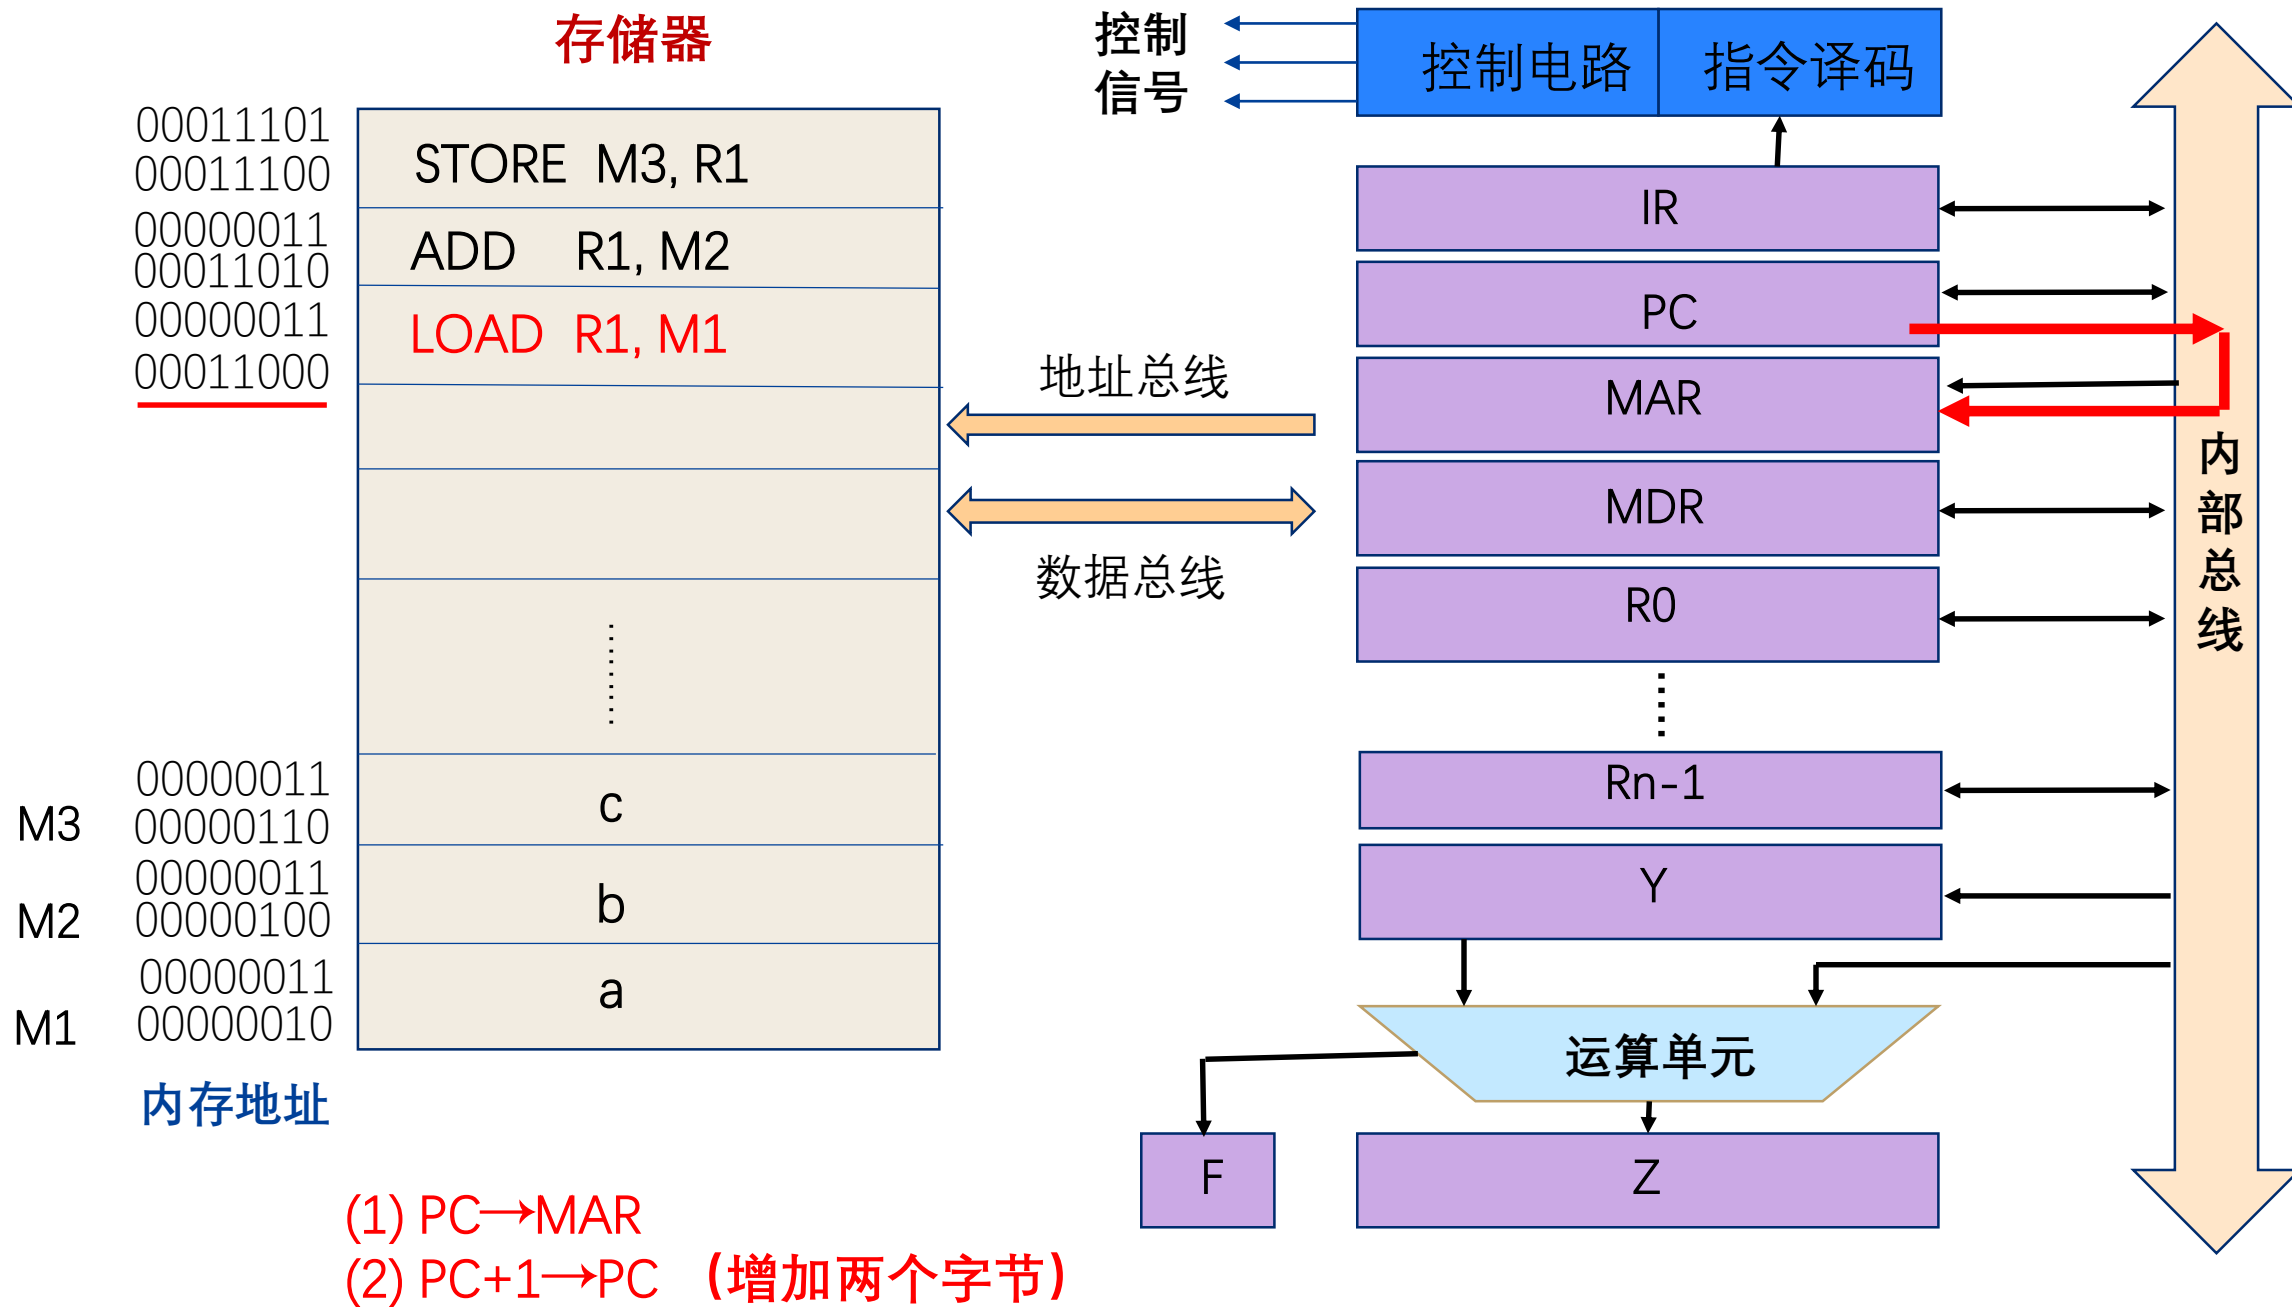 存储器
00011101
00011100
STORE M3, R1
00000011
00011010
ADD R1, M2
00000011
00011000
LOAD R1, M1
00000011
M3 00000110
c
00000011
M2 00000100
b
00000011
M1 00000010
a
内存地址
地址总线
数据总线
控制
信号
控制电路
指令译码
IR
PC
MAR
MDR
R0
Rn-1
Y
运算单元
F
Z
内部总线
(1) PC→MAR
(2) PC+1→PC (增加两个字节)